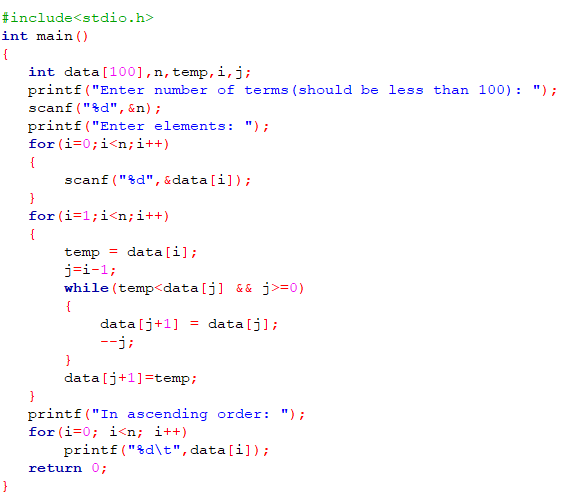 #include<stdio.h>
int main()
{
   int data[100],n,temp,i,j;
   printf("Enter number of terms(should be less than 100): ");
   scanf("%d",&n);
   printf("Enter elements: ");
   for(i=0;i<n;i++)
   {
       scanf("%d",&data[i]);
   }
   for(i=1;i<n;i++)
   {
       temp = data[i];
       j=i-1;
       while(temp<data[j] && j>=0)
       {
           data[j+1] = data[j];
           --j;
       }
       data[j+1]=temp;
   }
   printf("In ascending order: ");
   for(i=0; i<n; i++)
       printf("%d\t",data[i]);
   return 0;
}